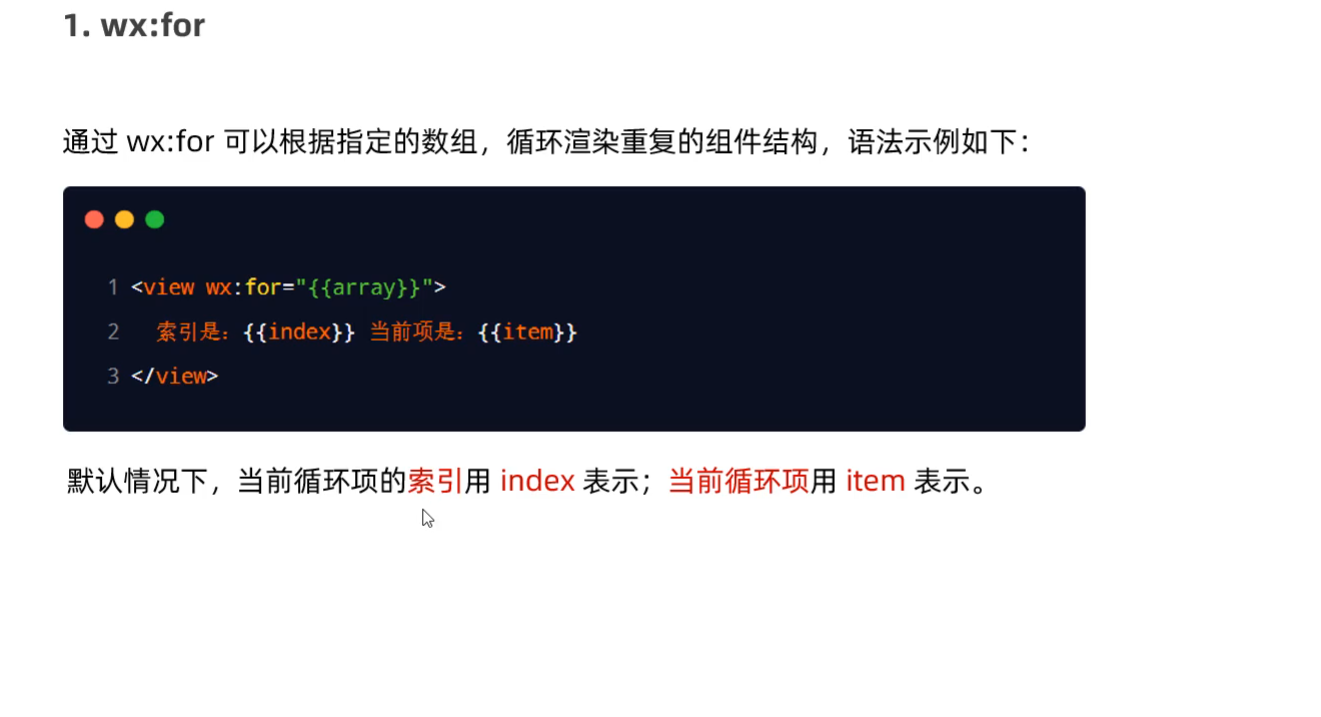 1. wx:for
通过 wx:for 可以根据指定的数组，循环渲染重复的组件结构，语法示例如下：
1 <view wx:for="{{array}}">
2   索引是：{{index}} 当前项是：{{item}}
3 </view>
默认情况下，当前循环项的索引用 index 表示；当前循环项用 item 表示。